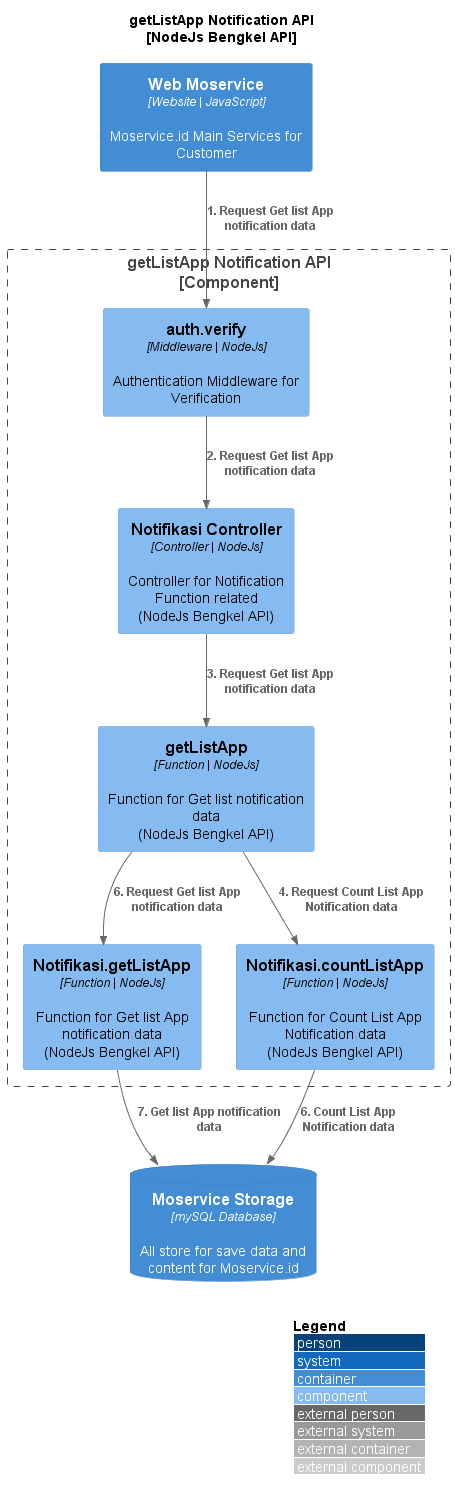 getListApp Notification API
[NodeJs Bengkel API]
Web Moservice
[Website | JavaScript]
Moservice.id Main Services for
Customer
1. Request Get list App
notification data
getListApp Notification API
[Component]
auth.verify
[Middleware | NodeJs]
Authentication Middleware for
Verification
2. Request Get list App
notification data
Notifikasi Controller
[Controller | NodeJs]
Controller for Notification
Function related
(NodeJs Bengkel API)
3. Request Get list App
notification data
getListApp
[Function | NodeJs]
Function for Get list notification
data
(NodeJs Bengkel API)
6. Request Get list App
notification data
4. Request Count List App
Notification data
Notifikasi.getListApp
[Function | NodeJs]
Function for Get list App
notification data
(NodeJs Bengkel API)
Notifikasi.countListApp
[Function | NodeJs]
Function for Count List App
Notification data
(NodeJs Bengkel API)
7. Get list App notification
data
6. Count List App
Notification data
Moservice Storage
[mySQL Database]
All store for save data and
content for Moservice.id
Legend
person
system
container
component
external person
external system
external container
external component